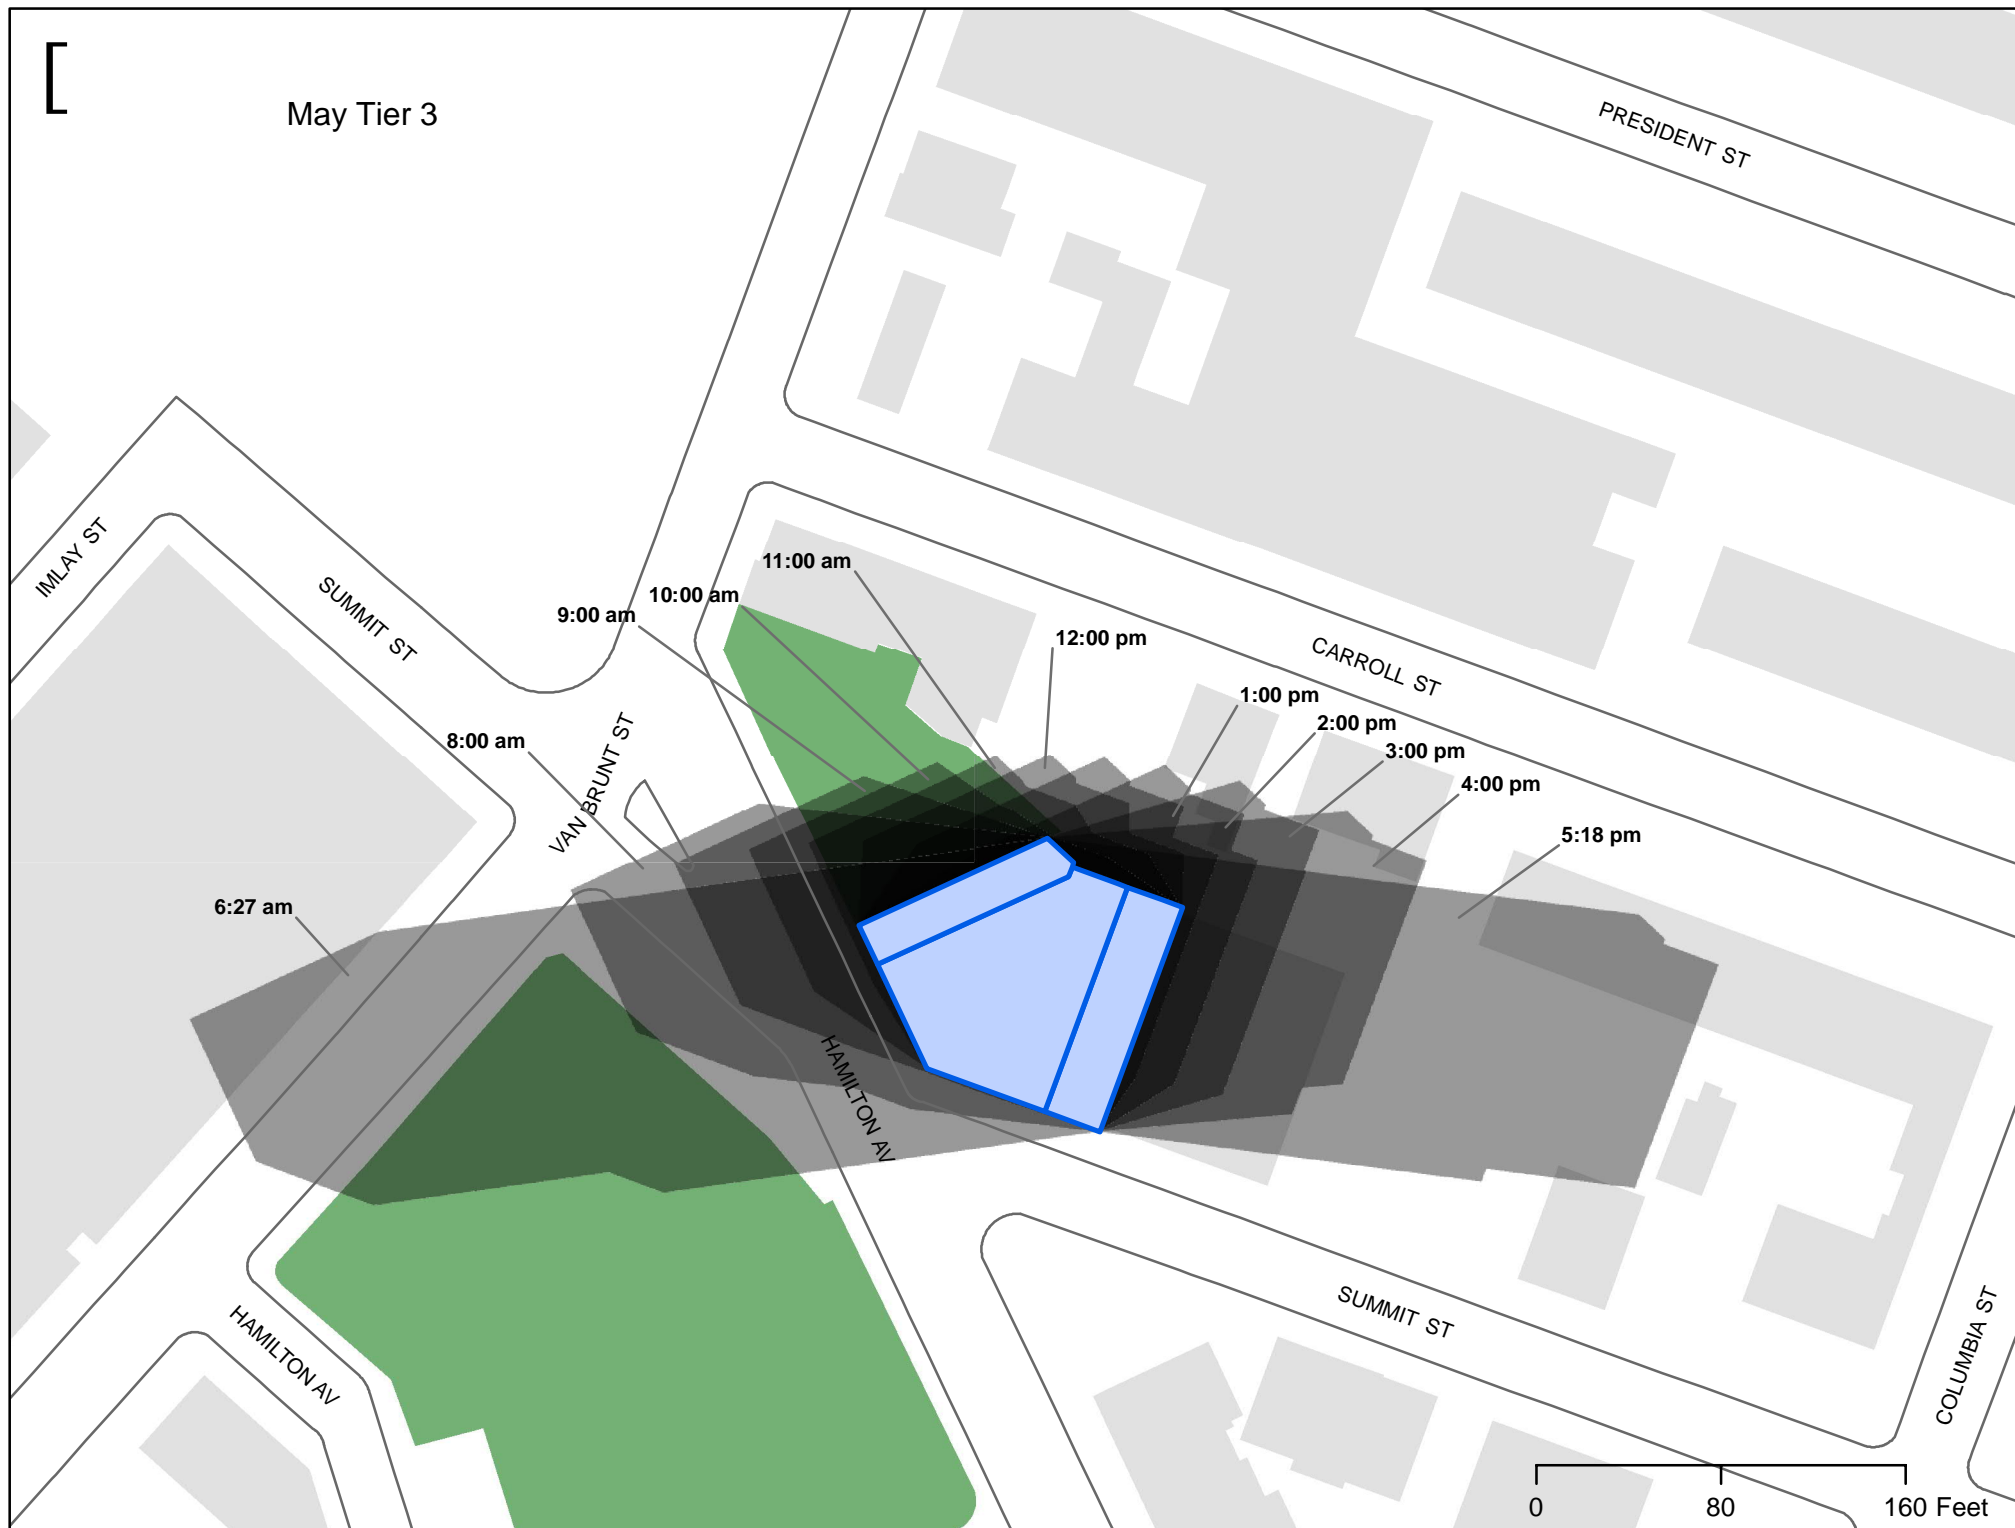 [
May Tier 3
PRESIDENT ST
IMLAY ST
SUMMIT ST
11:00 am
10:00 am
9:00 am
12:00 pm
CARROLL ST
1:00 pm
2:00 pm
3:00 pm
8:00 am
VAN BRUNT ST
4:00 pm
5:18 pm
6:27 am
HAMILTON AV
HAMILTON AV
SUMMIT ST
COLUMBIA ST
0 80 160 Feet